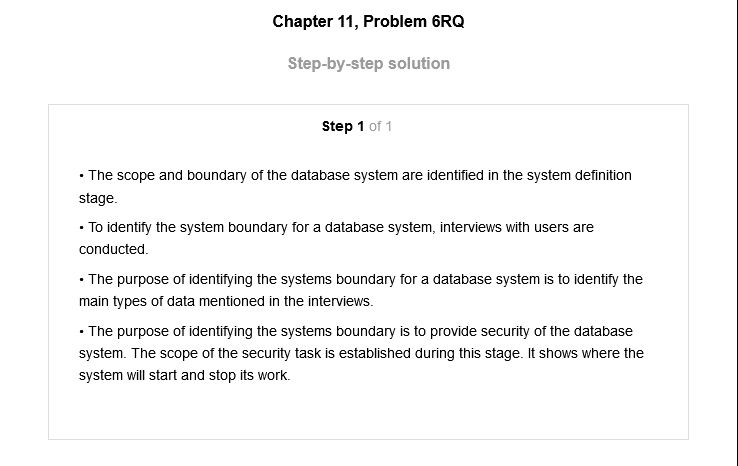 Chapter 11, Problem 6RQ
Step-by-step solution
Step 1 of 1
• The scope and boundary of the database system are identified in the system definition
stage.
• To identify the system boundary for a database system, interviews with users are
conducted.
• The purpose of identifying the systems boundary for a database system is to identify the
main types of data mentioned in the interviews.
• The purpose of identifying the systems boundary is to provide security of the database
system. The scope of the security task is established during this stage. It shows where the
system will start and stop its work.